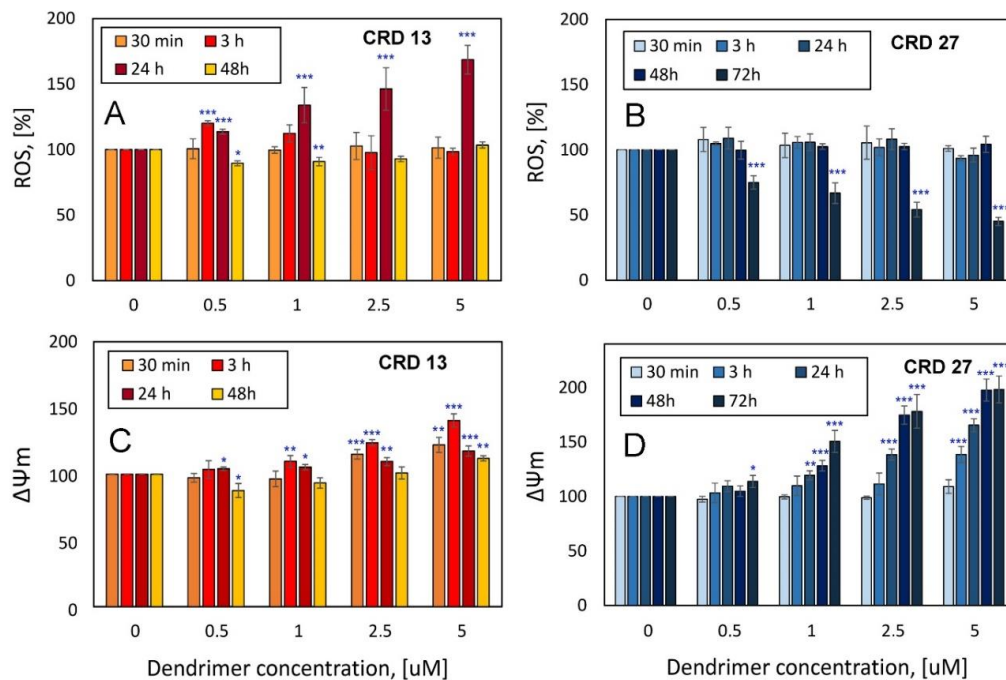 200
150
100
50
0
ROS, [%]
30 min 3 h
24 h 48h
CRD 13
A
*** *** * *** ** *** ***
0 0.5 1 2.5 5
200
150
100
50
0
ROS, [%]
30 min 3 h 24 h
48h 72h
CRD 27
B
*** *** *** ***
0 0.5 1 2.5 5
200
150
100
50
0
ΔΨm
30 min 3 h
24 h 48h
CRD 13
C
* * ** * *** *** ** ** *** *** **
0 0.5 1 2.5 5
Dendrimer concentration, [uM]
200
150
100
50
0
ΔΨm
30 min 3 h 24 h
48h 72h
CRD 27
D
* ** *** *** *** *** *** *** *** *** ***
0 0.5 1 2.5 5
Dendrimer concentration, [uM]